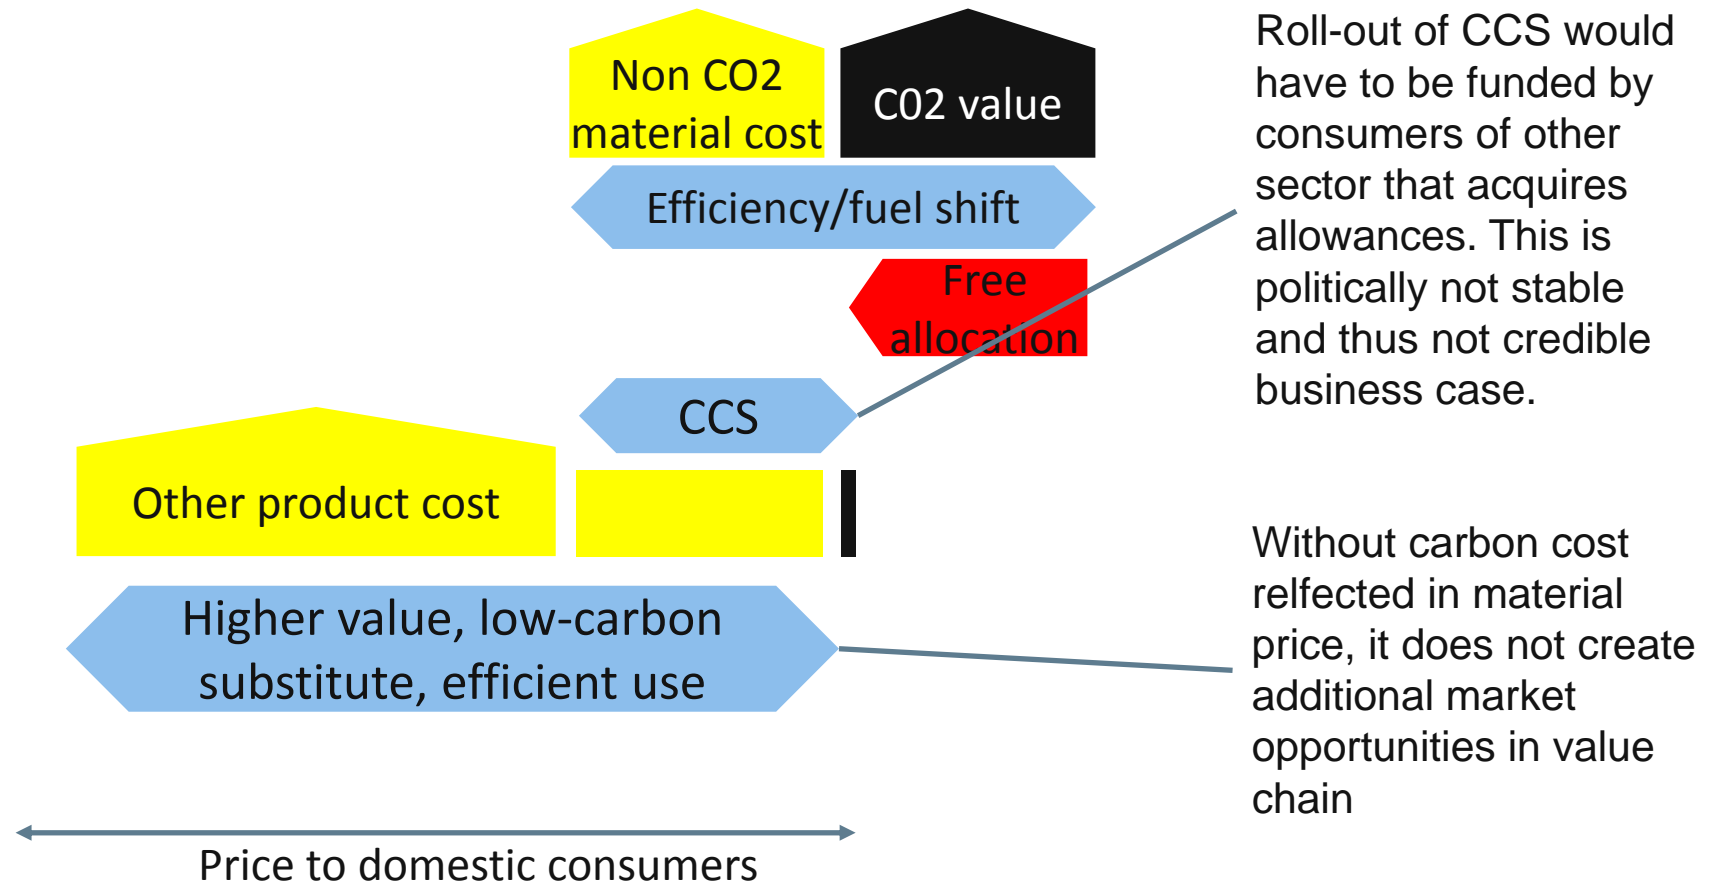 Non CO2
material cost
C02 value
Efficiency/fuel shift
Free
allocation
CCS
Other product cost
Higher value, low-carbon
substitute, efficient use
Price to domestic consumers
Roll-out of CCS would
have to be funded by
consumers of other
sector that acquires
allowances. This is
politically not stable
and thus not credible
business case.
Without carbon cost
relfected in material
price, it does not create
additional market
opportunities in value
chain